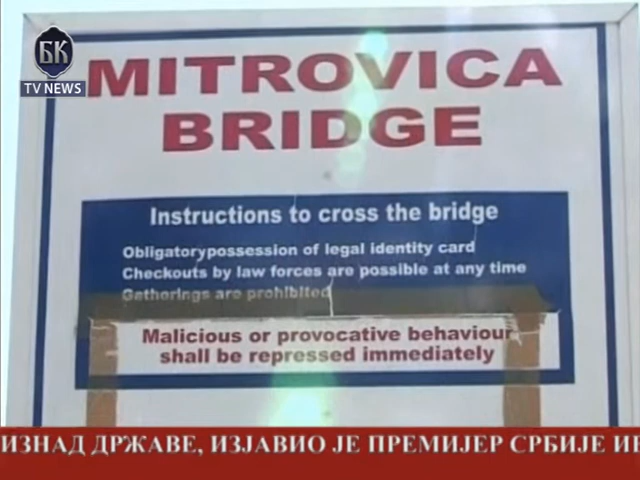 БК
TV NEWS
MITROVICA
BRIDGE
Instructions to cross the bridge
Obligatorypossession of legal identity card
Checkouts by law forces are possible at any time
Gatherings are prohibited
Malicious or provocative behaviour
shall be repressed immediately
ИЗНАД ДРЖАВЕ, ИЗЈАВИО ЈЕ ПРЕМИЈЕР СРБИЈЕ